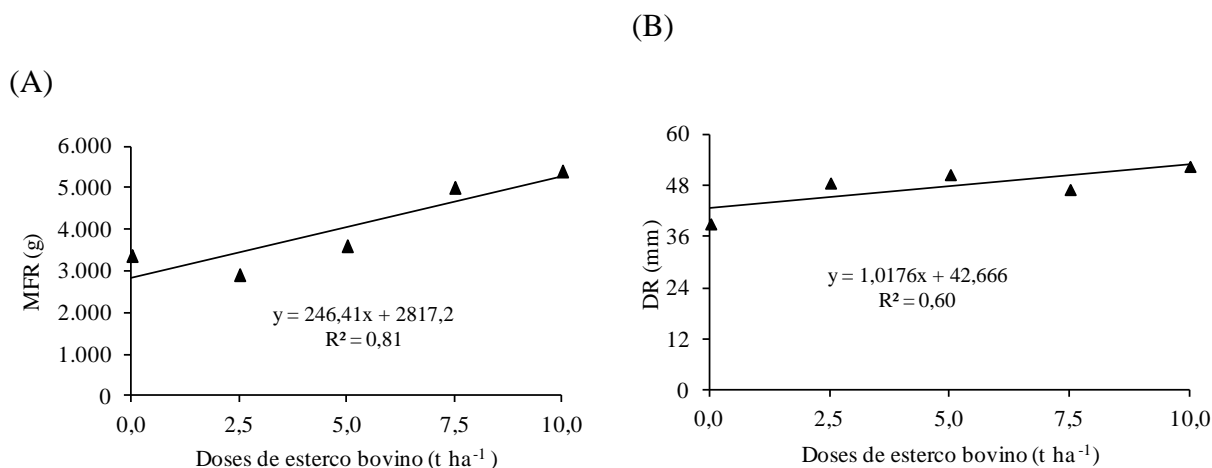 (A)
6.000
5.000
4.000
3.000
2.000
1.000
0
MFR (g)
y = 246,41x + 2817,2
R² = 0,81
0,0 2,5 5,0 7,5 10,0
Doses de esterco bovino (t ha⁻¹)
(B)
60
48
36
24
12
0
DR (mm)
y = 1,0176x + 42,666
R² = 0,60
0,0 2,5 5,0 7,5 10,0
Doses de esterco bovino (t ha⁻¹)